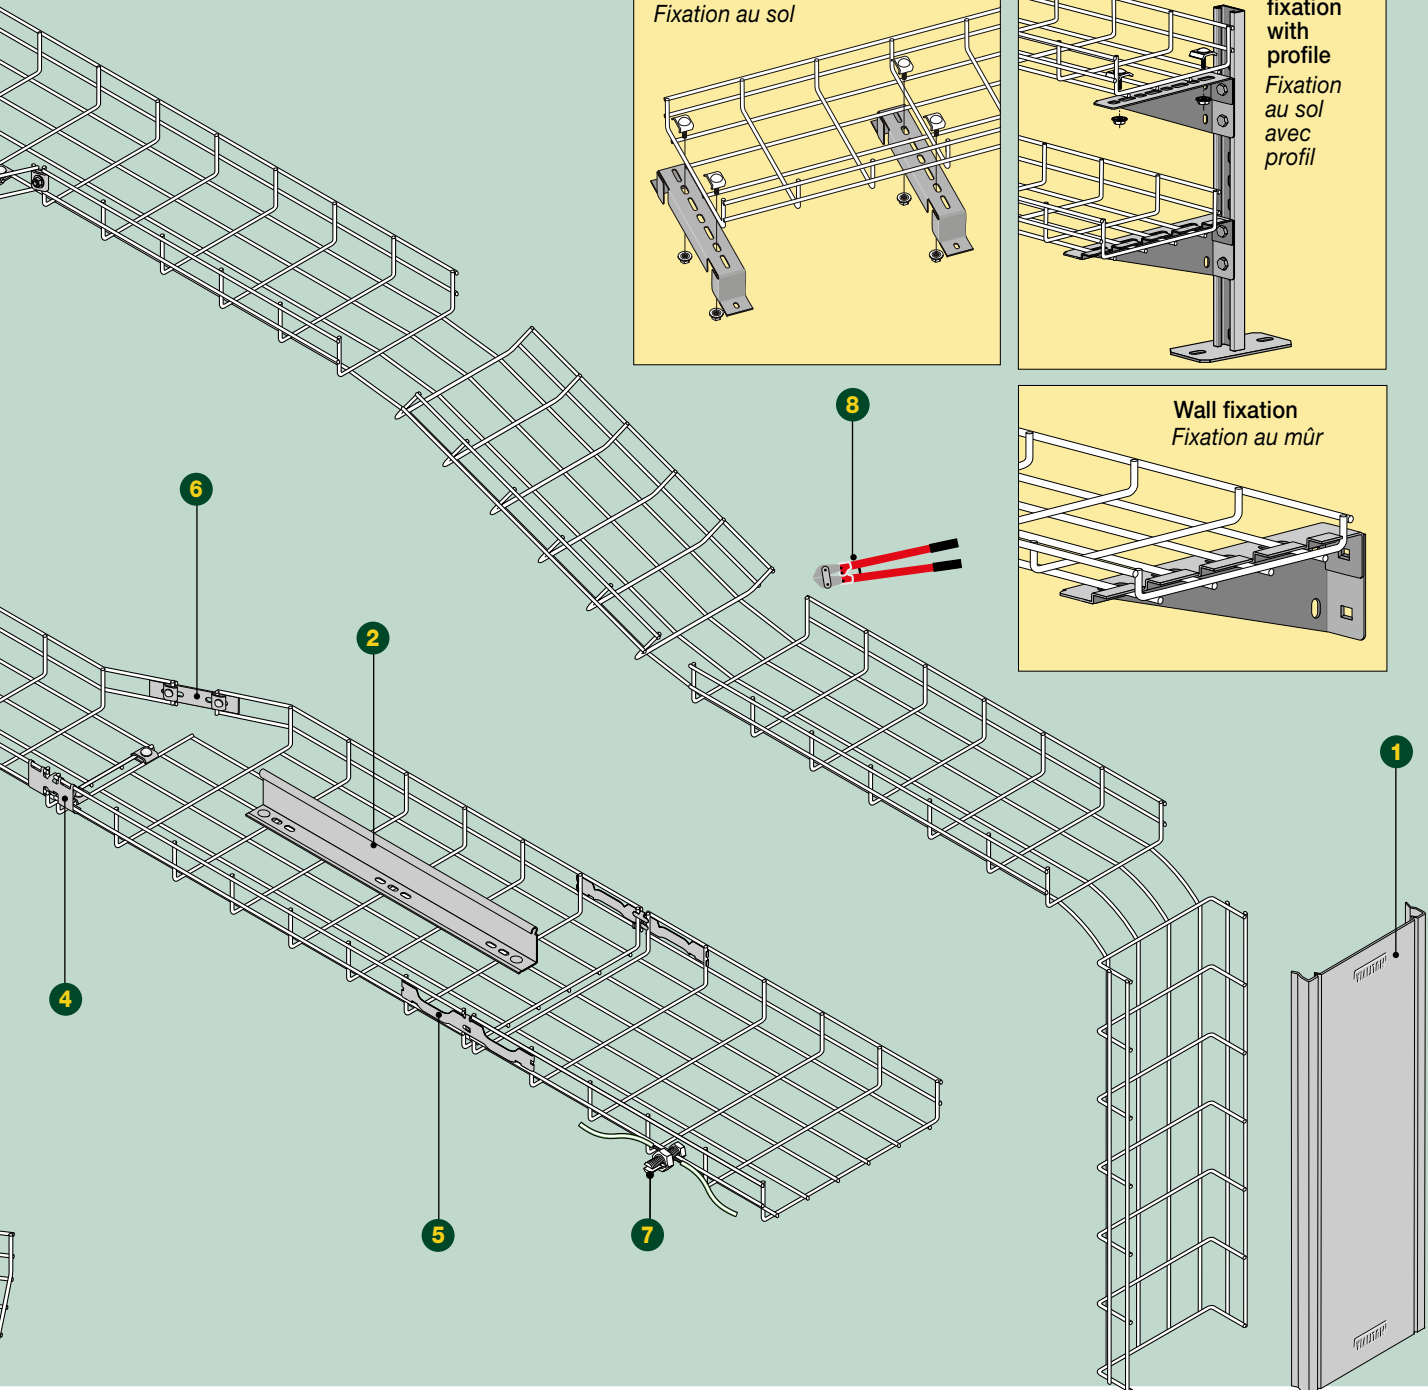 Fixation au sol
fixation
with
profile
Fixation
au sol
avec
profil
8
Wall fixation
Fixation au mûr
6
2
1
4
5
7